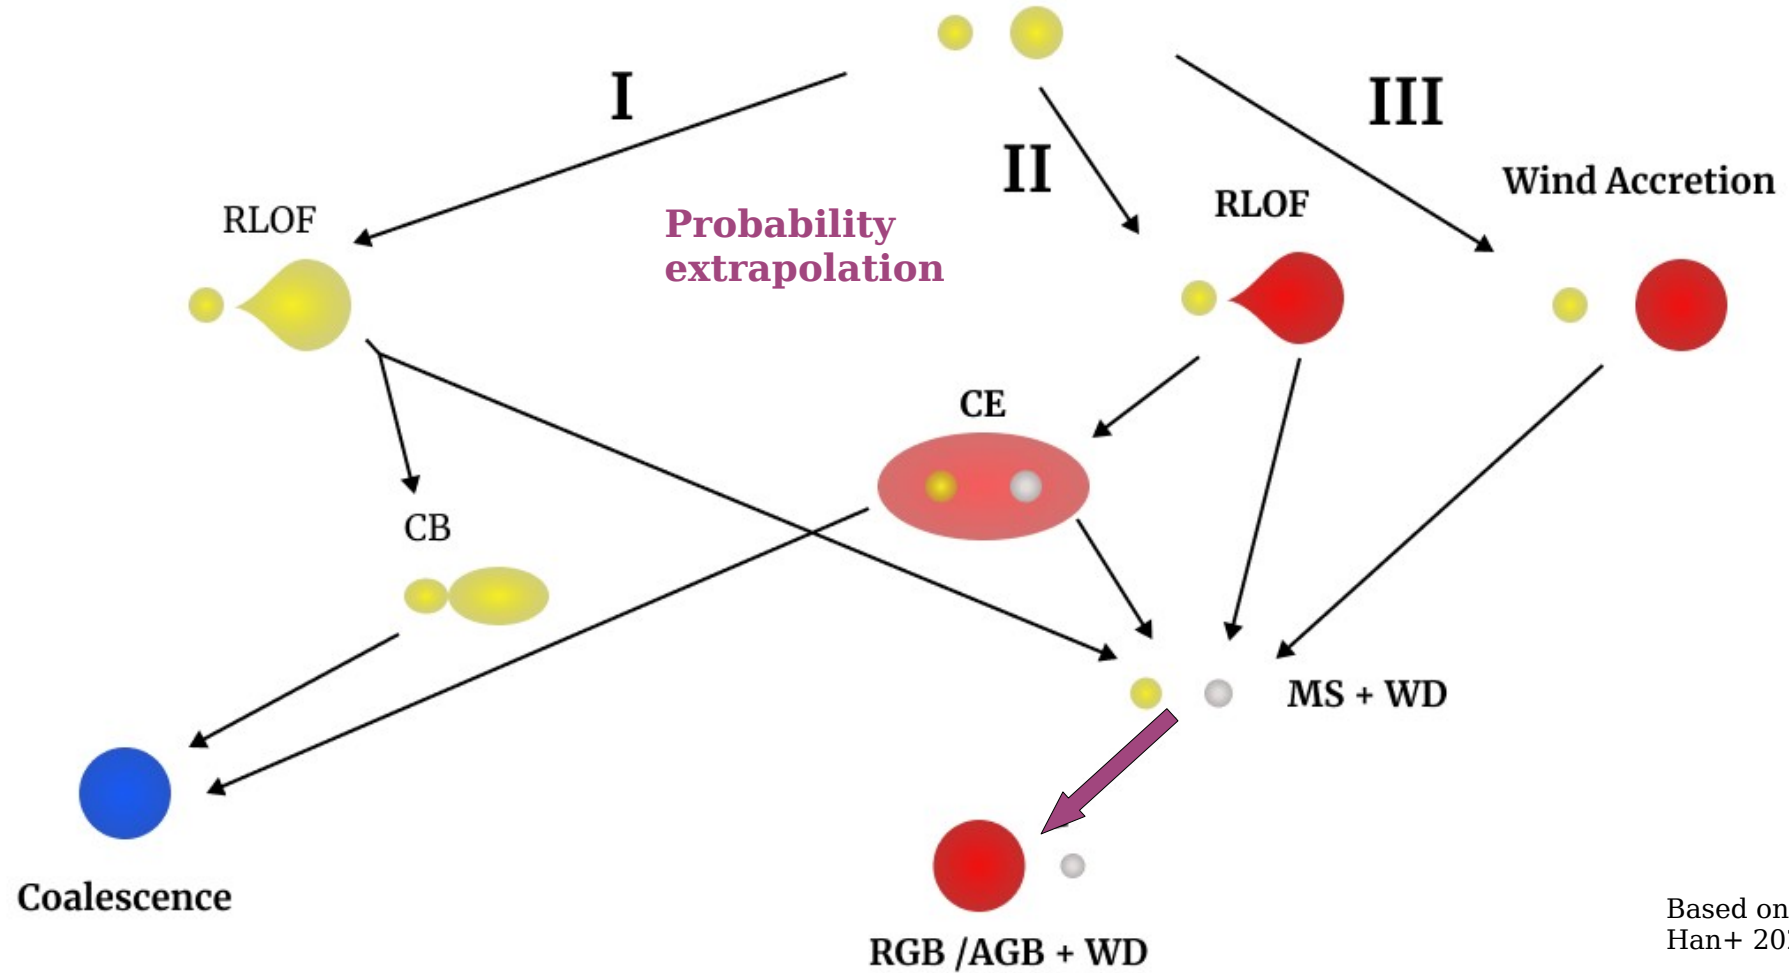 I
III
II
Wind Accretion
RLOF
RLOF
Probability
extrapolation
CE
CB
MS + WD
Coalescence
Based on
Han+
RGB /AGB + WD